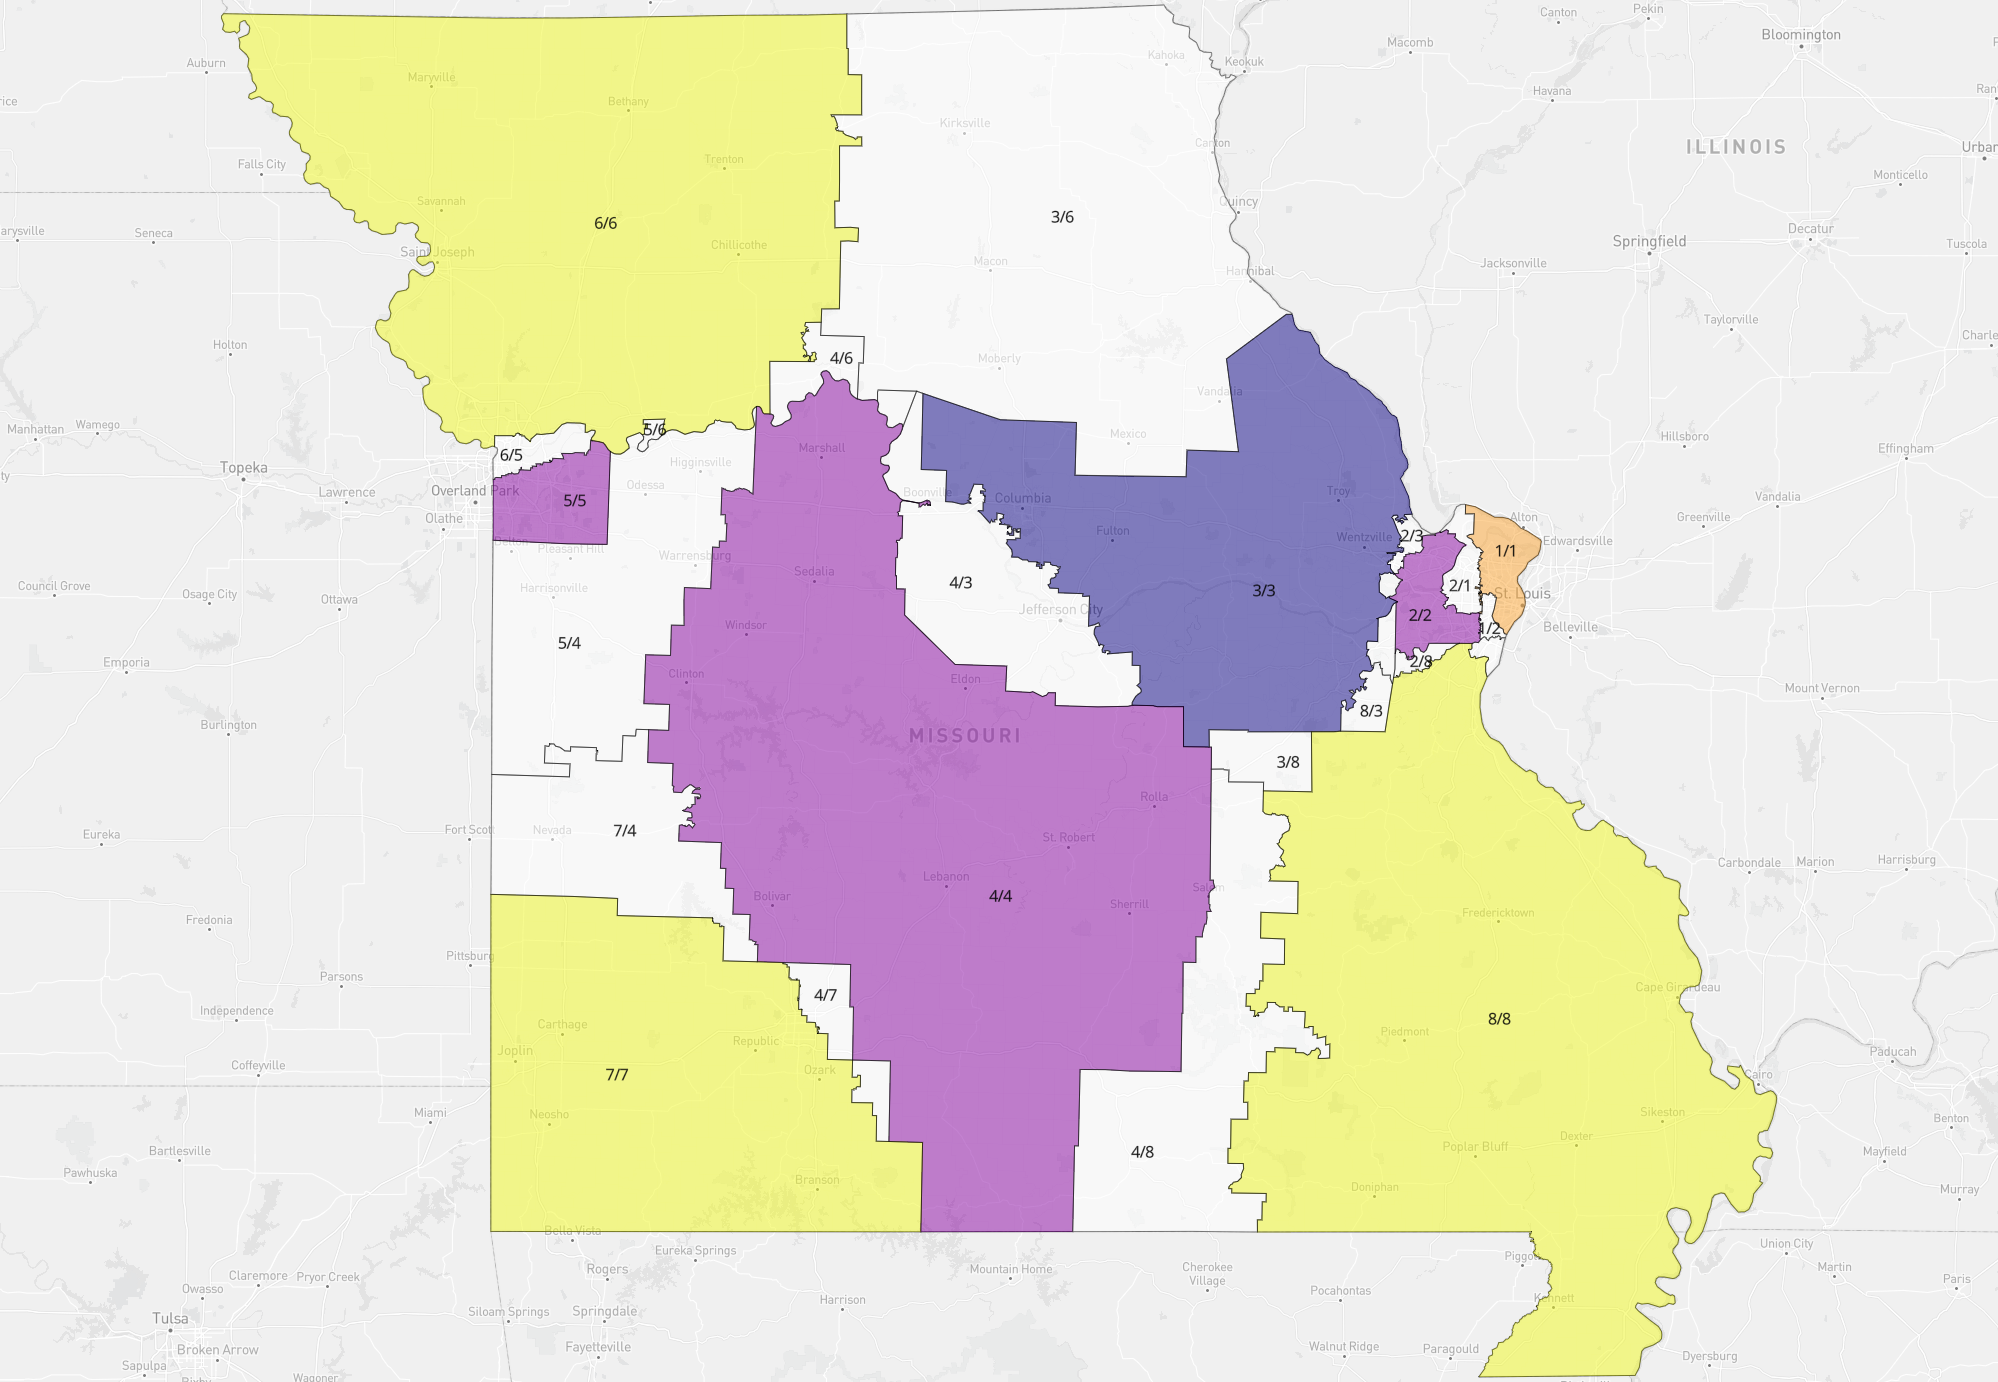 Canton
Pekin
Bloomington
Macomb
Kahoka
Keokuk
Auburn
Maryville
Havana
Bethany
Kirksville
Canton
ILLINOIS
Trenton
Falls City
Monticello
Savannah
6/6
3/6
Quincy
Decatur
Seneca
Springfield
Tuscola
Saint Joseph
Chillicothe
Macon
Jacksonville
Hannibal
Taylorville
Holton
4/6
Moberly
Vandalia
Manhattan
Wamego
5/6
Mexico
Hillsboro
Effingham
6/5
Marshall
Topeka
Higginsville
Odessa
Lawrence
Overland Park
5/5
Boonville
Columbia
Troy
Vandalia
Olathe
Fulton
Wentzville
2/3
Alton
Greenville
Belton
Pleasant Hill
Warrensburg
Edwardsville
1/1
Sedalia
4/3
3/3
2/1
Council Grove
Osage City
Ottawa
Harrisonville
St. Louis
Jefferson City
2/2
Windsor
1/2
Belleville
5/4
Emporia
2/8
Clinton
Eldon
Mount Vernon
8/3
Burlington
MISSOURI
3/8
Rolla
Eureka
Fort Scott
Nevada
7/4
St. Robert
Carbondale
Marion
Harrisburg
Lebanon
Salem
Bolivar
4/4
Sherrill
Fredericktown
Fredonia
Pittsburg
Parsons
Cape Girardeau
4/7
Independence
8/8
Carthage
Piedmont
Joplin
Republic
Paducah
Coffeyville
7/7
Ozark
Cairo
Miami
Neosho
Sikeston
Benton
Dexter
Bartlesville
Poplar Bluff
4/8
Mayfield
Pawhuska
Branson
Doniphan
Murray
Bella Vista
Eureka Springs
Union City
Rogers
Mountain Home
Cherokee
Village
Martin
Claremore
Pryor Creek
Paris
Owasso
Pocahontas
Kennett
Harrison
Tulsa
Siloam Springs
Springdale
Fayetteville
Walnut Ridge
Paragould
Broken Arrow
Dyersburg
Sapulpa
Wagoner